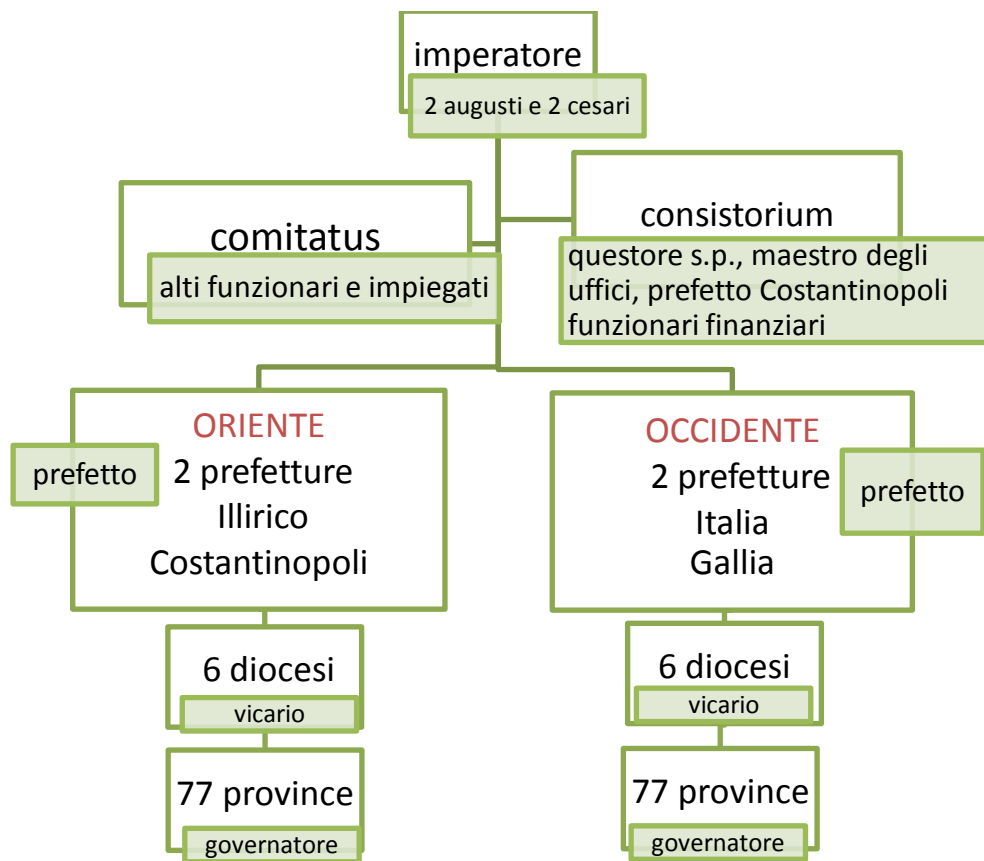 imperatore
2 augusti e 2 cesari
comitatus
alti funzionari e impiegati
consistorium
questore s.p., maestro degli
uffici, prefetto Costantinopoli
funzionari finanziari
ORIENTE
prefetto
2 prefetture
Illirico
Costantinopoli
OCCIDENTE
2 prefetture
prefetto
Italia
Gallia
6 diocesi
vicario
77 province
governatore
6 diocesi
vicario
77 province
governatore